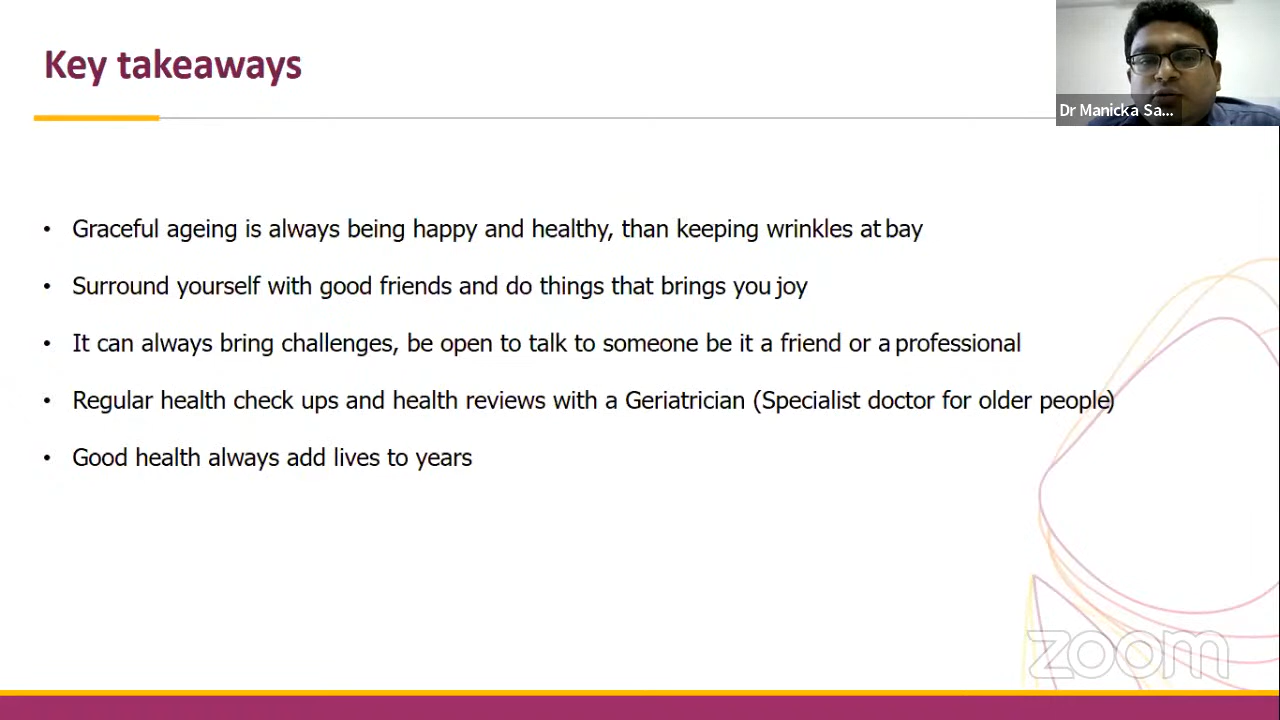 Key takeaways
Dr Manicka Sa...
• Graceful ageing is always being happy and healthy, than keeping wrinkles at bay
• Surround yourself with good friends and do things that brings you joy
• It can always bring challenges, be open to talk to someone be it a friend or a professional
• Regular health check ups and health reviews with a Geriatrician (Specialist doctor for older people)
• Good health always add lives to years
zoom